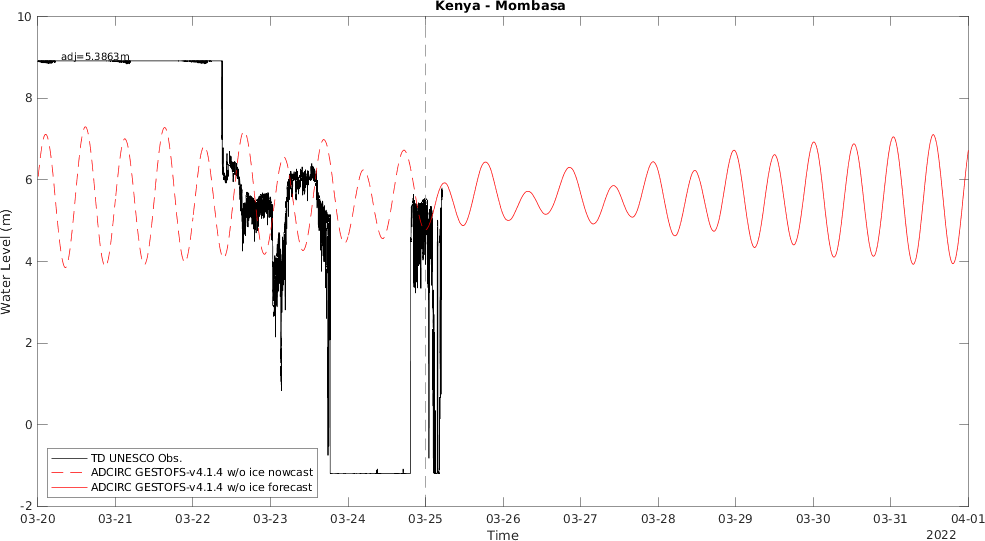 Kenya - Mombasa
10
8
6
4
2
0
-2
Water Level (m)
adj=5.3863m
TD UNESCO Obs.
ADCIRC GESTOFS-v4.1.4 w/o ice nowcast
ADCIRC GESTOFS-v4.1.4 w/o ice forecast
03-20 03-21 03-22 03-23 03-24 03-25 03-26 03-27 03-28 03-29 03-30 03-31 04-01
Time
2022